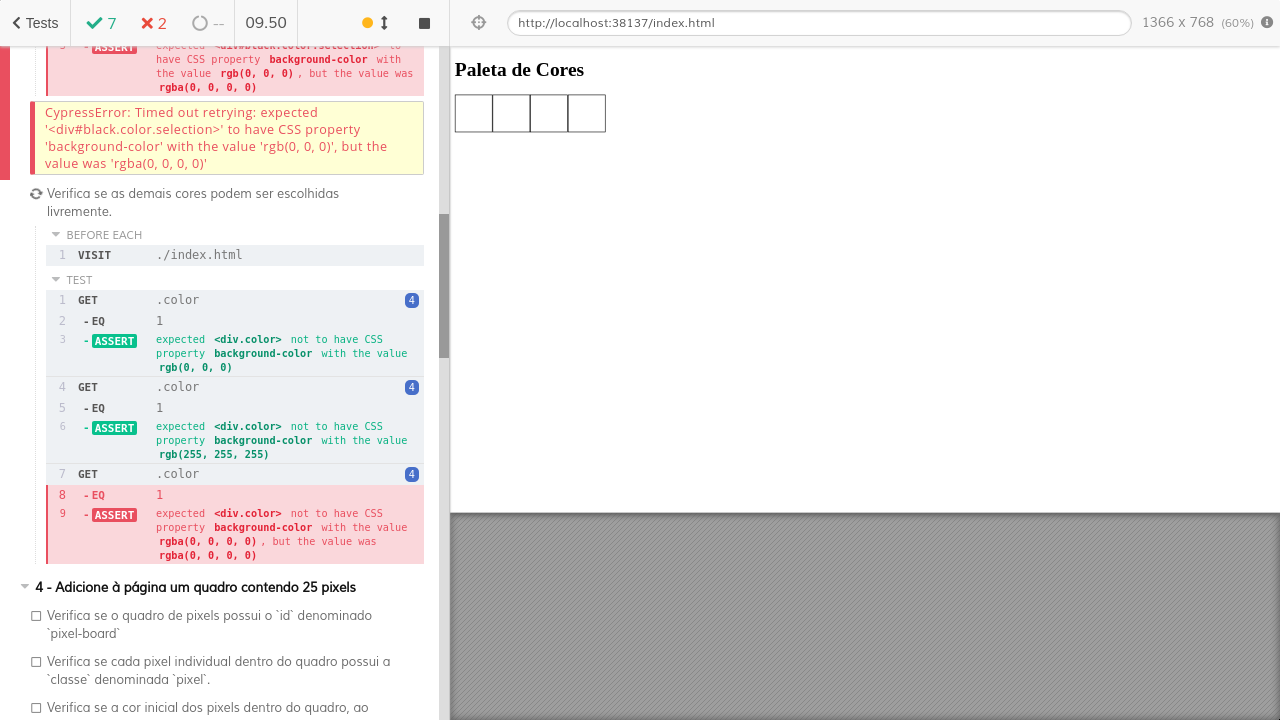 Tests 7 2 -- 09.50 http://localhost:38137/index.html 1366 x 768 (60%)
ASSERT expected <div#black.color.selection> to
have CSS property background-color with
the value rgb(0, 0, 0), but the value was
rgba(0, 0, 0, 0)
CypressError: Timed out retrying: expected
'<div#black.color.selection>' to have CSS property
'background-color' with the value 'rgb(0, 0, 0)', but the
value was 'rgba(0, 0, 0, 0)'
Verifica se as demais cores podem ser escolhidas
livremente.
BEFORE EACH
1 VISIT ./index.html
TEST
1 GET .color 4
2 -EQ 1
3 -ASSERT expected <div.color> not to have CSS
property background-color with the value
rgb(0, 0, 0)
4 GET .color 4
5 -EQ 1
6 -ASSERT expected <div.color> not to have CSS
property background-color with the value
rgb(255, 255, 255)
7 GET .color 4
8 -EQ 1
9 -ASSERT expected <div.color> not to have CSS
property background-color with the value
rgba(0, 0, 0, 0), but the value was
rgba(0, 0, 0, 0)
4 - Adicione à página um quadro contendo 25 pixels
Verifica se o quadro de pixels possui o `id` denominado
`pixel-board`
Verifica se cada pixel individual dentro do quadro possui a
`classe` denominada `pixel`.
Verifica se a cor inicial dos pixels dentro do quadro, ao
Paleta de Cores